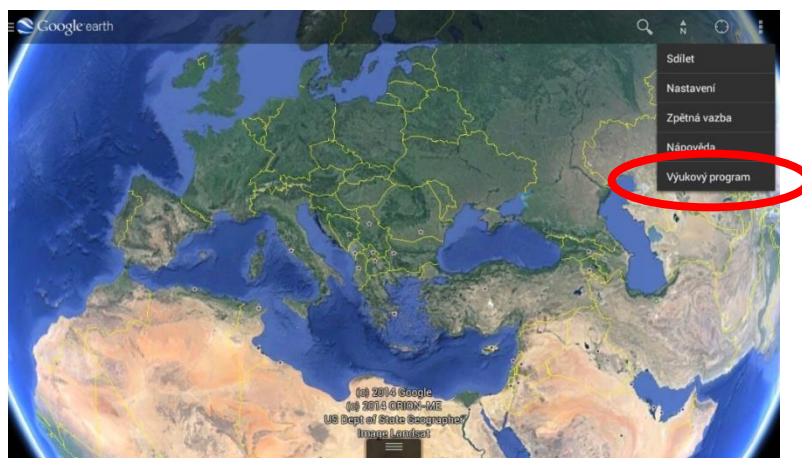 Google earth
N
Sdílet
Nastavení
Zpětná vazba
Nápověda
Výukový program
(c) 2014 Google
(c) 2014 ORION-ME
US Dept of State Geographer
Image Landsat